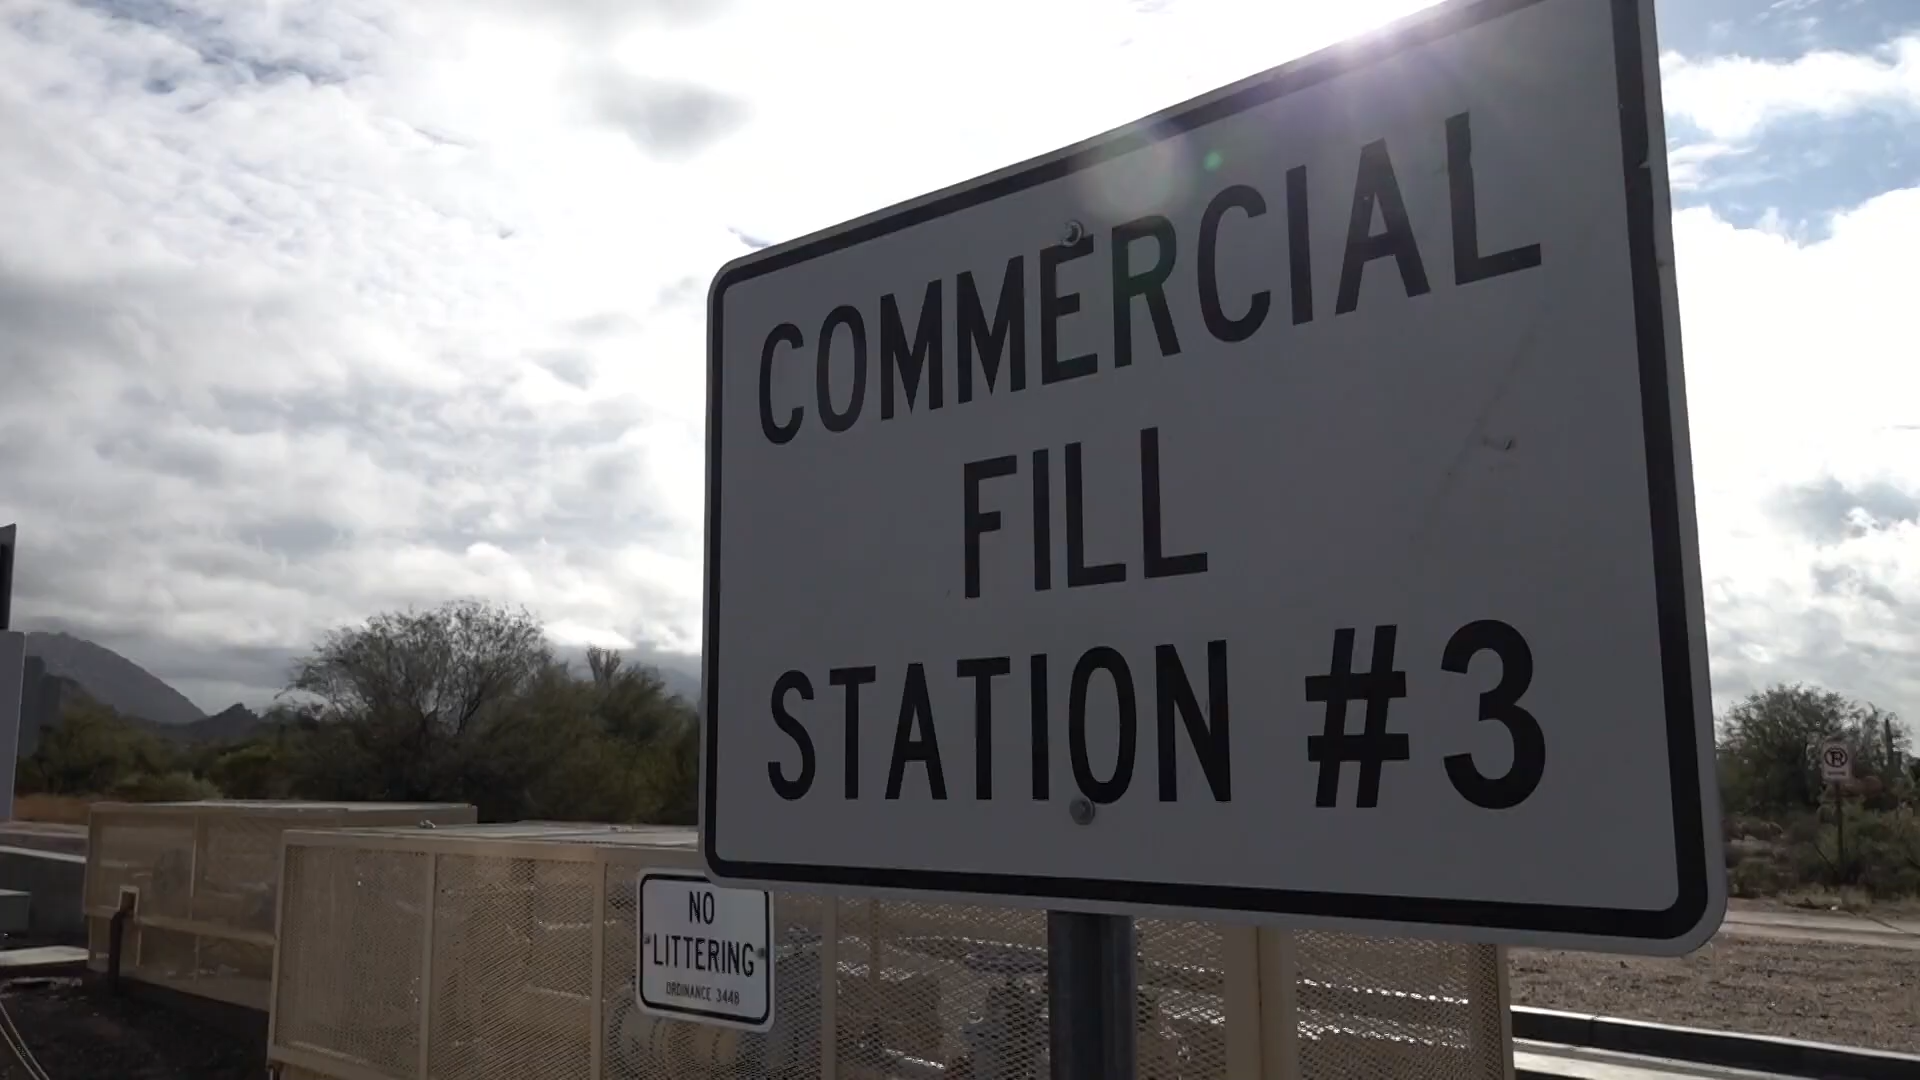 COMMERCIAL
FILL
STATION #3
NO
LITTERING
ORDINANCE 3448